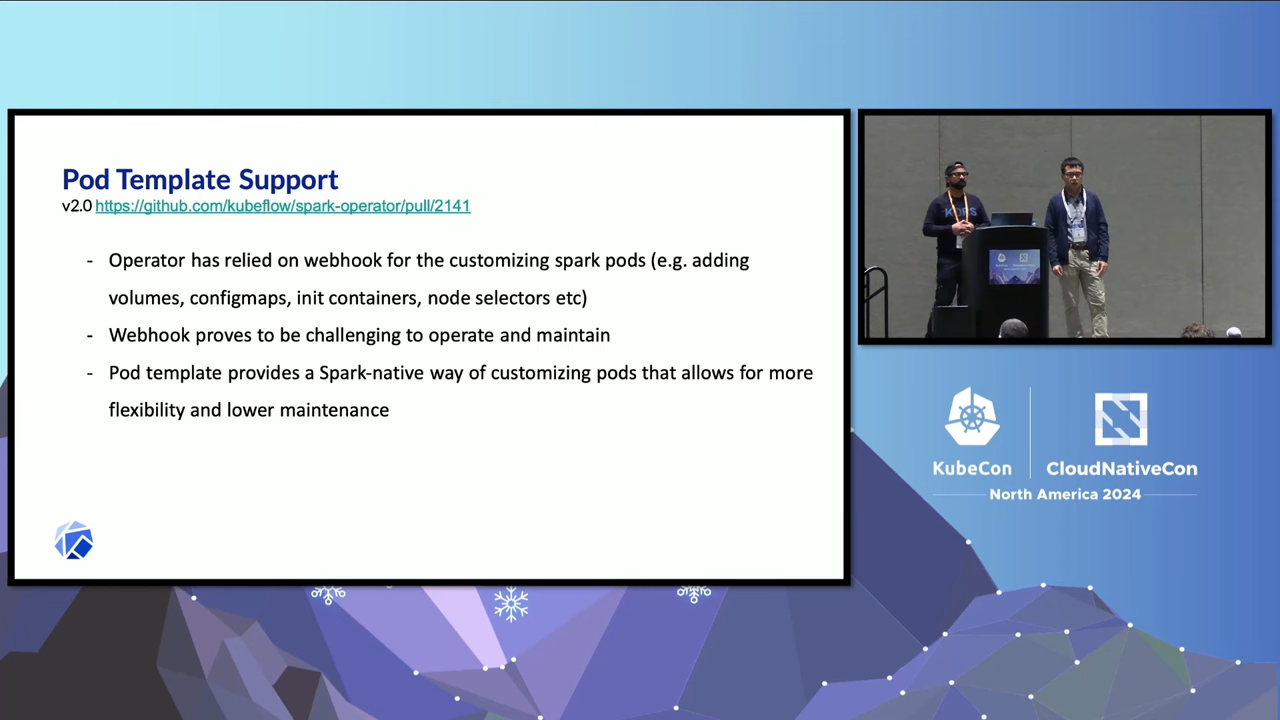 Pod Template Support
v2.0 https://github.com/kubeflow/spark-operator/pull/2141
- Operator has relied on webhook for the customizing spark pods (e.g. adding
volumes, configmaps, init containers, node selectors etc)
- Webhook proves to be challenging to operate and maintain
- Pod template provides a Spark-native way of customizing pods that allows for more
flexibility and lower maintenance
KubeCon
CloudNativeCon
North America 2024